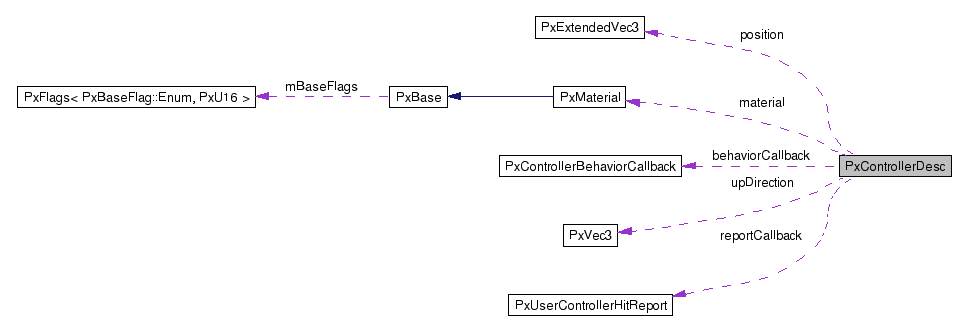 PxExtendedVec3
position
mBaseFlags
PxFlags< PxBaseFlag::Enum, PxU16 >
PxBase
PxMaterial
material
behaviorCallback
PxControllerBehaviorCallback
PxControllerDesc
upDirection
PxVec3
reportCallback
PxUserControllerHitReport